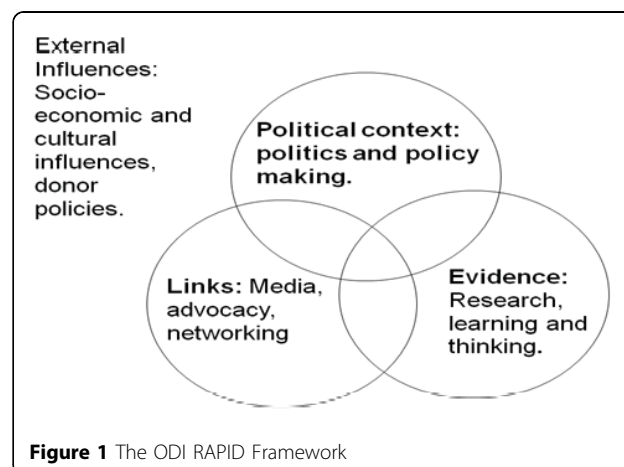 External
Influences:
Socio-
economic and
cultural
influences,
donor
policies.
Political context:
politics and policy
making.
Links: Media,
advocacy,
networking
Evidence:
Research,
learning and
thinking.
Figure 1 The ODI RAPID Framework